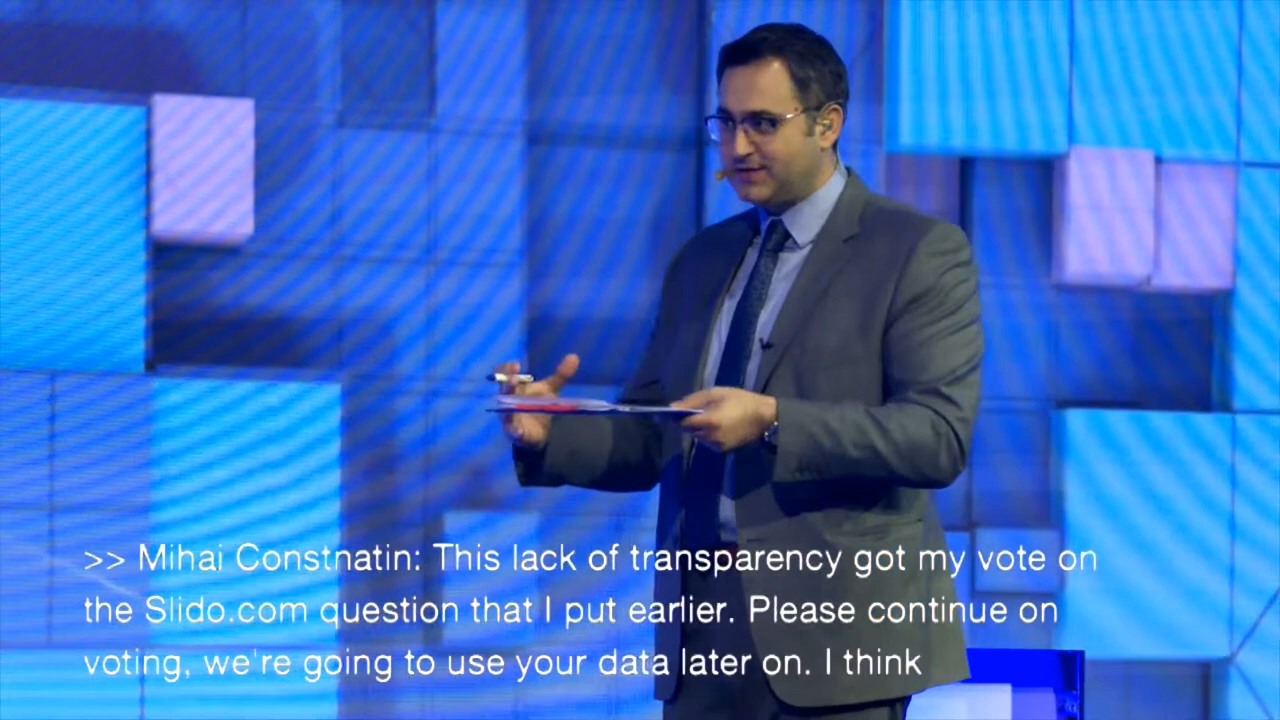 >> Mihai Constnatin: This lack of transparency got my vote on
the Slido.com question that I put earlier. Please continue on
voting, we're going to use your data later on. I think